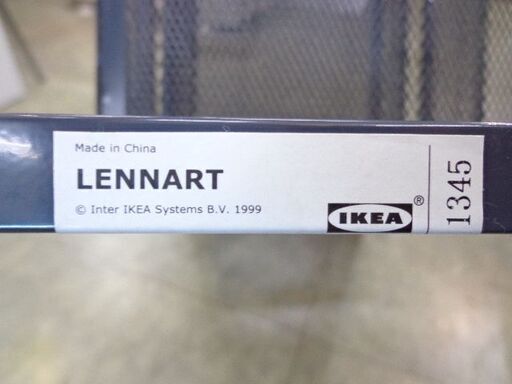 Made in China
LENNART
© Inter IKEA Systems B.V. 1999
IKEA®
1345